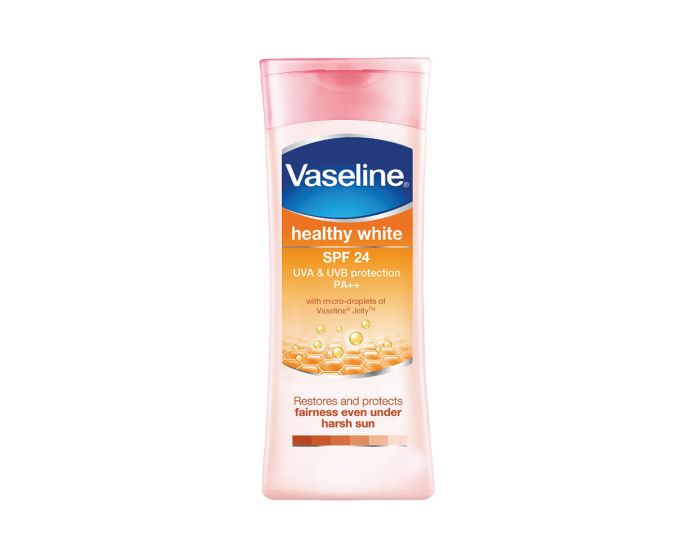 Vaseline®
healthy white
SPF 24
UVA & UVB protection
PA++
with micro-droplets of
Vaseline® Jelly™
Restores and protects
fairness even under
harsh sun